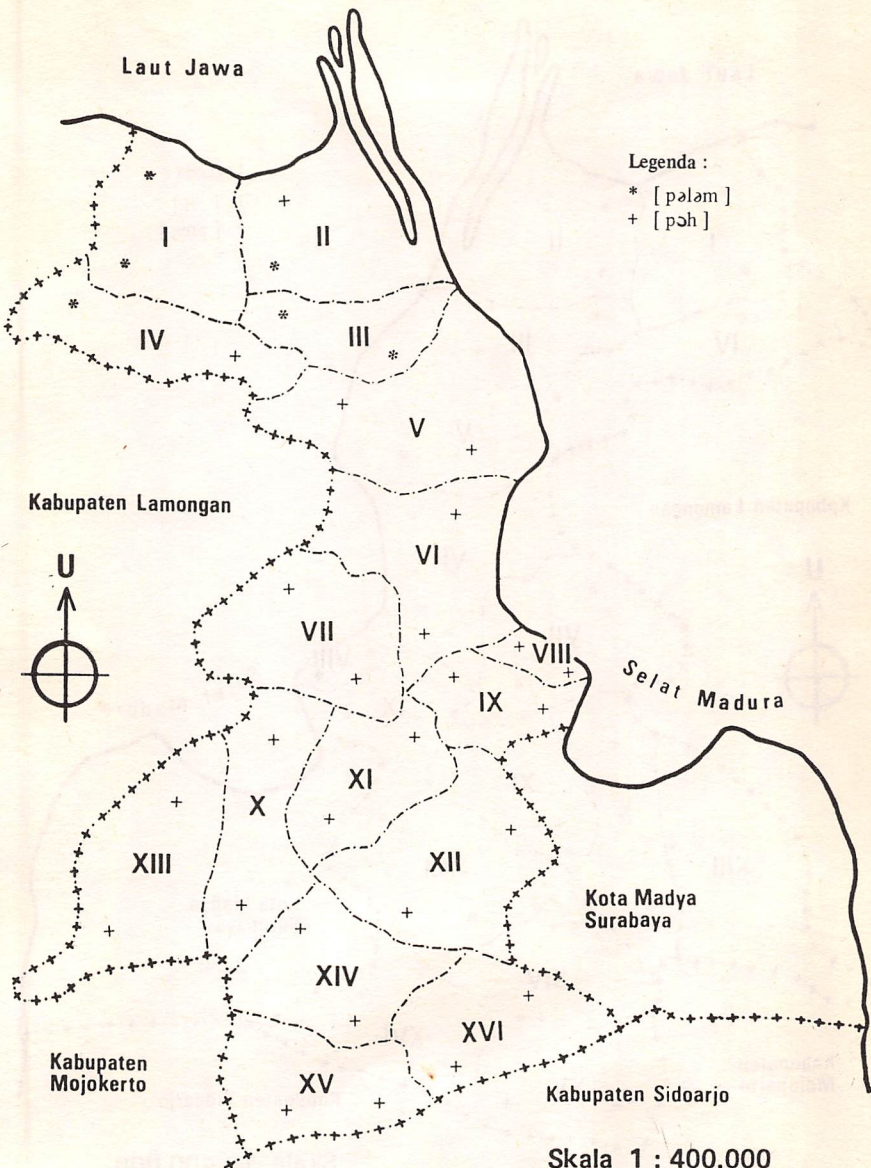 Laut Jawa
Legenda :
* [ pələm ]
+ [ pɔh ]
I
II
III
IV
V
Kabupaten Lamongan
VI
U
VII
VIII
Selat Madura
IX
XI
X
XIII
XII
Kota Madya
Surabaya
XIV
XVI
Kabupaten
Mojokerto
XV
Kabupaten Sidoarjo
Skala 1 : 400.000